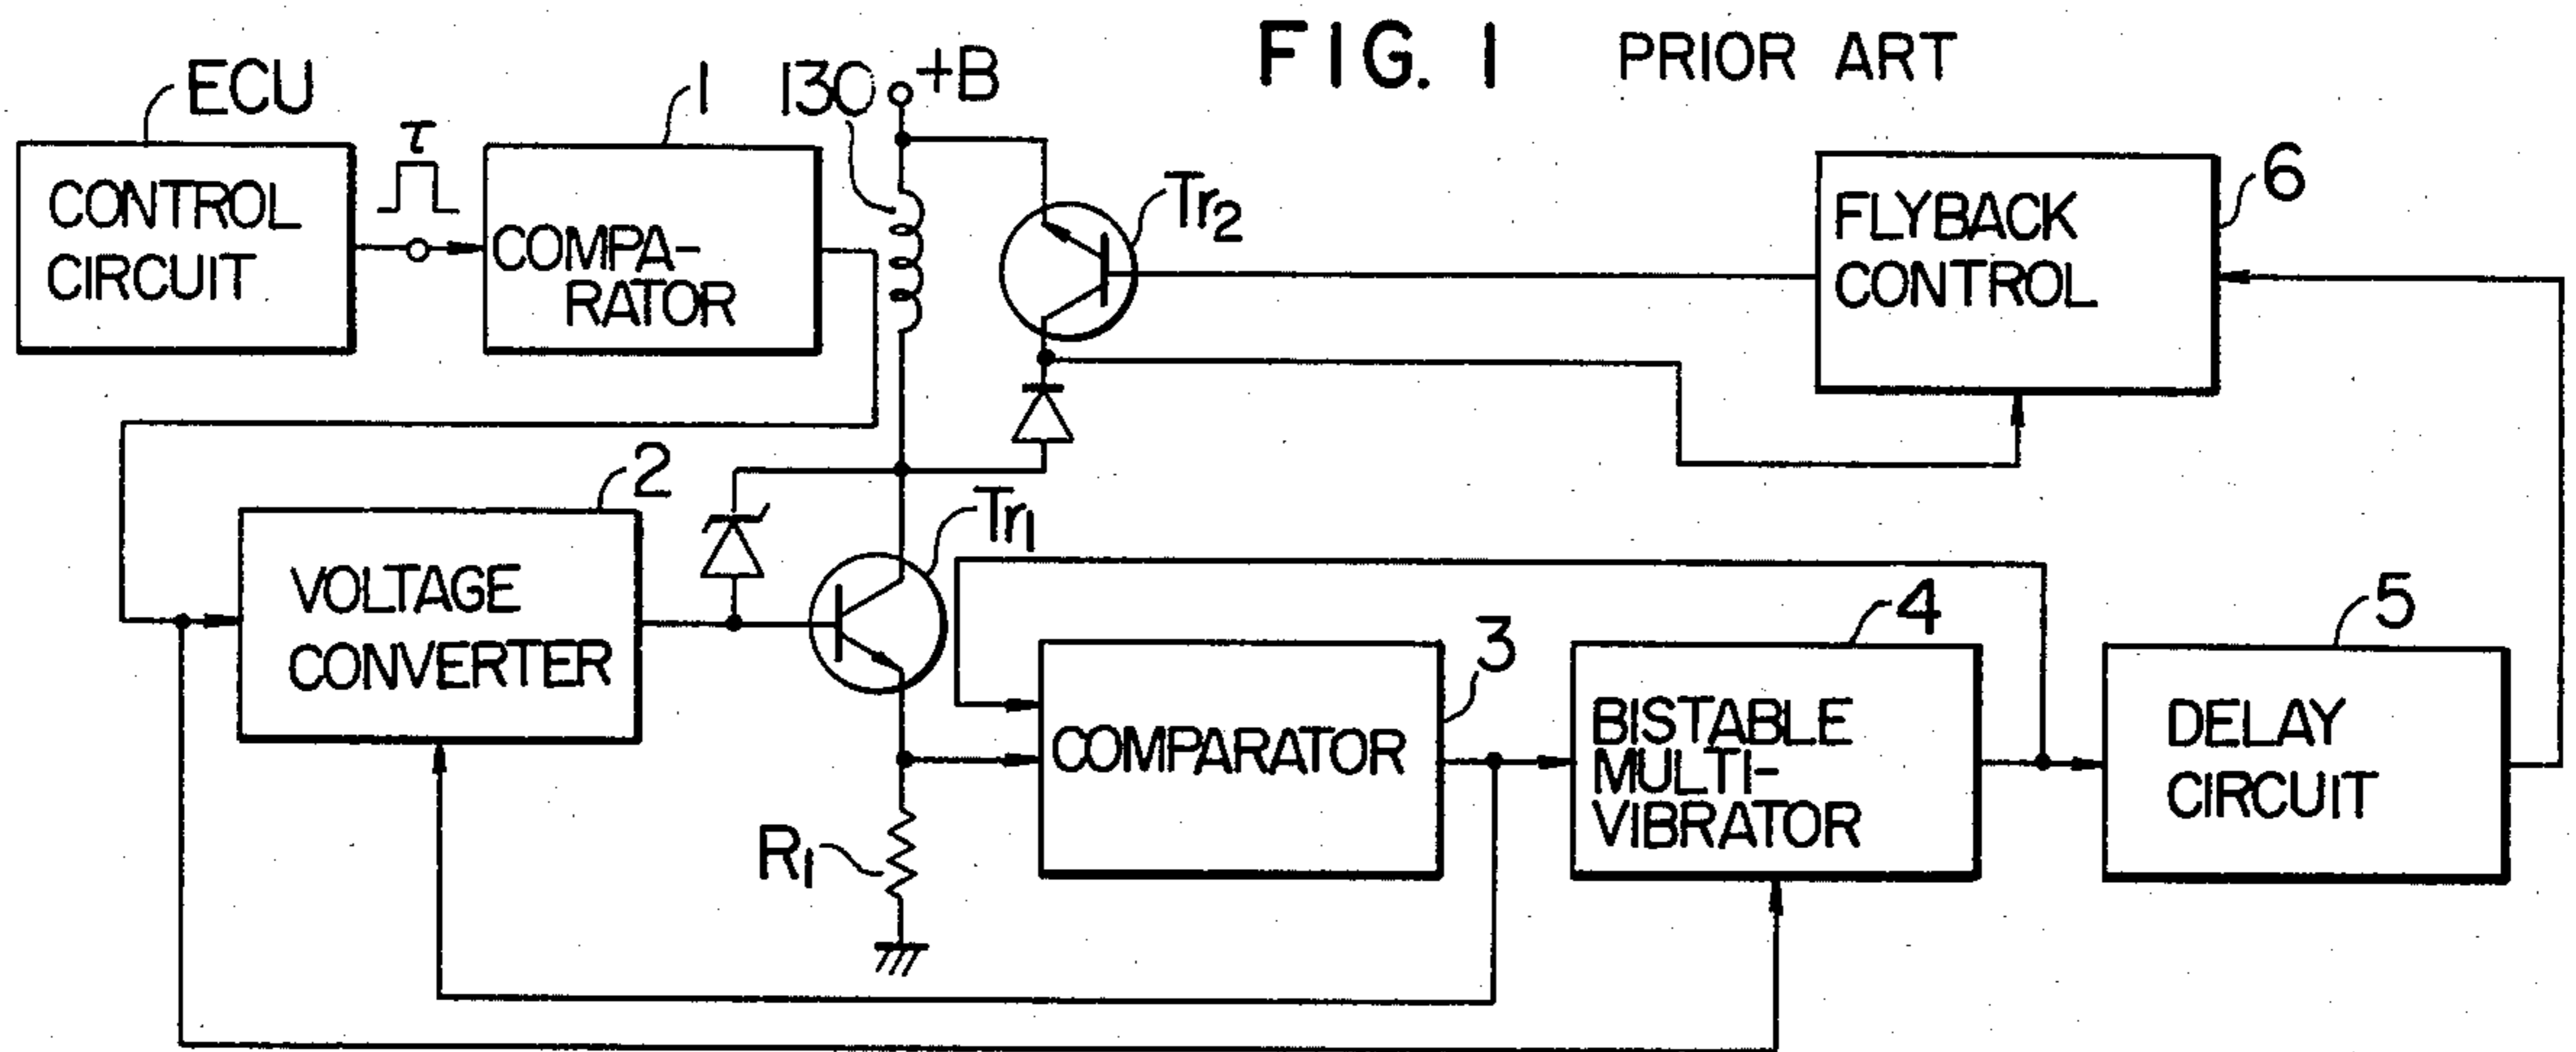 FIG. 1 PRIOR ART
ECU
τ
1
130
+B
CONTROL
CIRCUIT
COMPA-
RATOR
Tr2
FLYBACK
CONTROL
6
2
VOLTAGE
CONVERTER
Tr1
R1
COMPARATOR
3
BISTABLE
MULTI-
VIBRATOR
4
DELAY
CIRCUIT
5